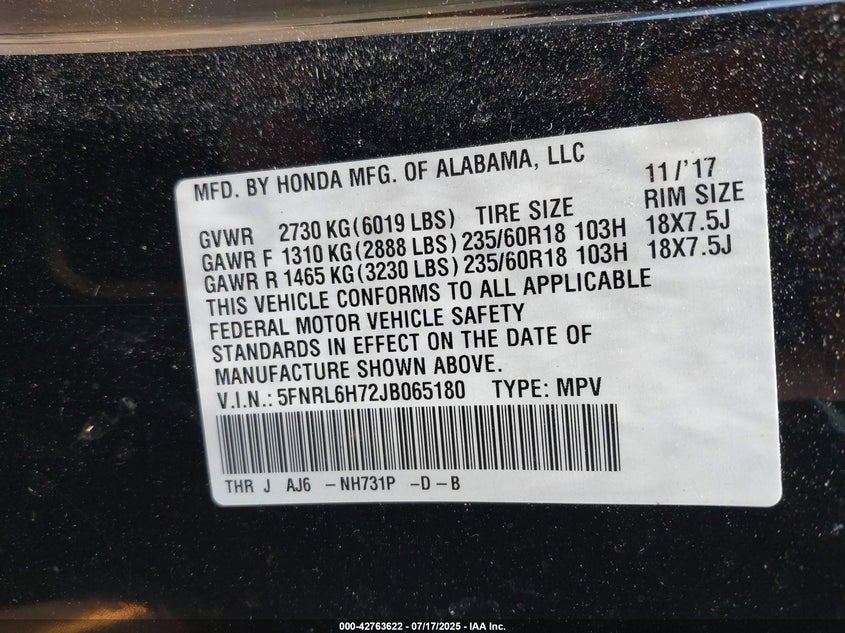 MFD. BY HONDA MFG. OF ALABAMA, LLC 11/'17
GVWR 2730 KG(6019 LBS) TIRE SIZE RIM SIZE
GAWR F 1310 KG(2888 LBS) 235/60R18 103H 18X7.5J
GAWR R 1465 KG(3230 LBS) 235/60R18 103H 18X7.5J
THIS VEHICLE CONFORMS TO ALL APPLICABLE
FEDERAL MOTOR VEHICLE SAFETY
STANDARDS IN EFFECT ON THE DATE OF
MANUFACTURE SHOWN ABOVE.
V.I.N.: 5FNRL6H72JB065180 TYPE: MPV
THR J AJ6 -NH731P -D-B
000-42763622 / 07/17/2025 - IAA Inc.